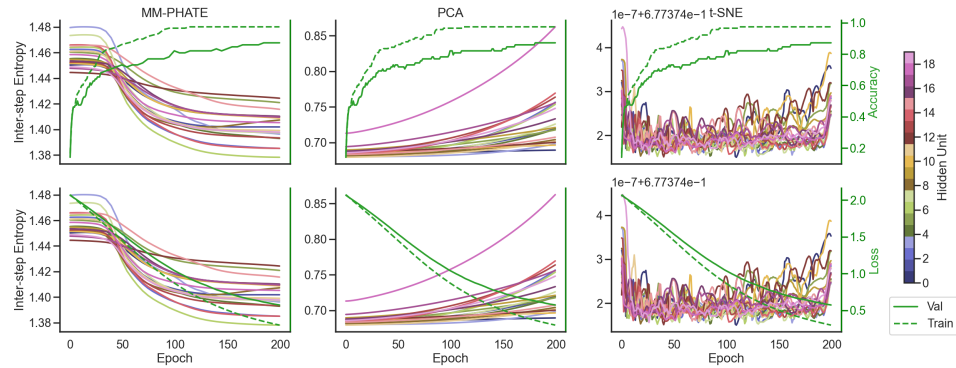 MM-PHATE
PCA
1e-7+6.77374e-1 t-SNE
Inter-step Entropy
1.48
1.46
1.44
1.42
1.40
1.38
0.85
0.80
0.75
0.70
4
3
2
1.0
0.8
0.6
0.4
0.2
Accuracy
1e-7+6.77374e-1
Inter-step Entropy
1.48
1.46
1.44
1.42
1.40
1.38
0.85
0.80
0.75
0.70
4
3
2
2.0
1.5
1.0
0.5
Loss
0 50 100 150 200
0 50 100 150 200
0 50 100 150 200
Epoch
Epoch
Epoch
18
16
14
12
10
8
6
4
2
0
Hidden Unit
Val
Train